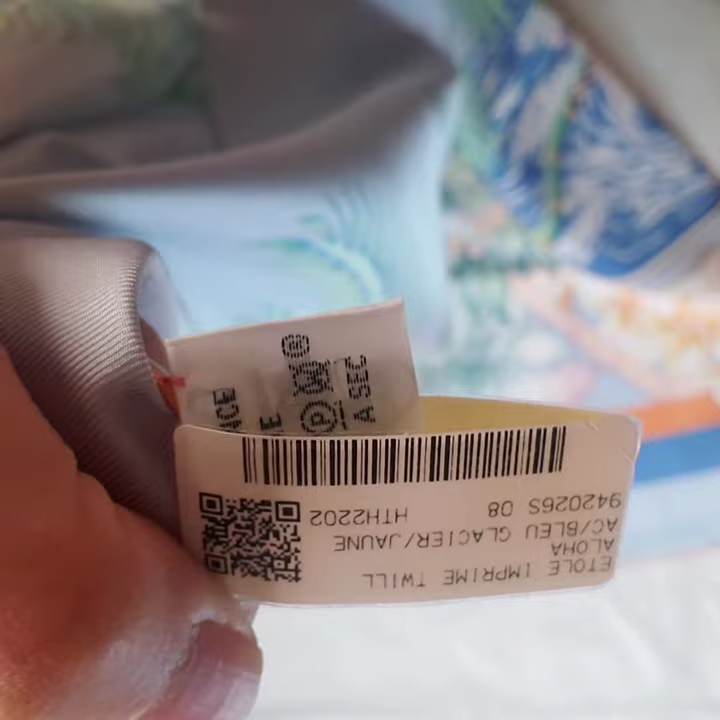 ETOLE IMPRIME TWILL
ALOHA
AC/BLEU GLACIER/JAUNE
942026S 08 HTH2202
A SEC